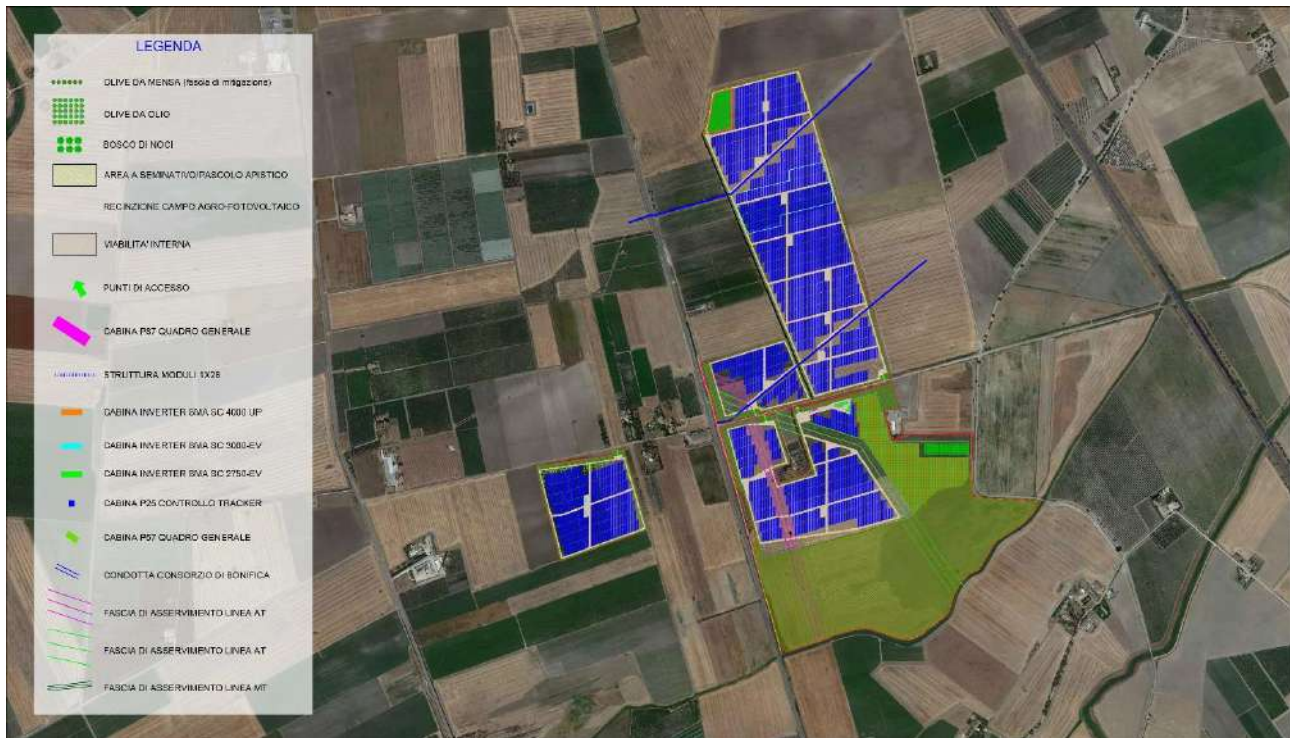 LEGENDA
OLIVE DA MENSA (fascia di mitigazione)
OLIVE DA OLIO
BOSCO DI NOCI
AREA A SEMINATIVO/PASCOLO APISTICO
RECINZIONE CAMPO AGRO-FOTOVOLTAICO
VIABILITA' INTERNA
PUNTI DI ACCESSO
CABINA P87 QUADRO GENERALE
STRUTTURA MODULI 1X28
CABINA INVERTER SMA SC 4000 UP
CABINA INVERTER SMA SC 3000-EV
CABINA INVERTER SMA SC 2750-EV
CABINA P25 CONTROLLO TRACKER
CABINA P57 QUADRO GENERALE
CONDOTTA CONSORZIO DI BONIFICA
FASCIA DI ASSERVIMENTO LINEA AT
FASCIA DI ASSERVIMENTO LINEA AT
FASCIA DI ASSERVIMENTO LINEA MT